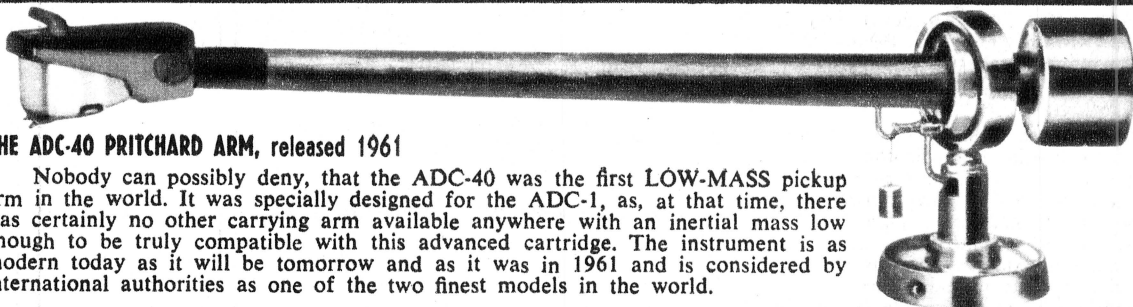 HE ADC-40 PRITCHARD ARM, released 1961
Nobody can possibly deny, that the ADC-40 was the first LOW-MASS pickup
rm in the world. It was specially designed for the ADC-1, as, at that time, there
as certainly no other carrying arm available anywhere with an inertial mass low
nough to be truly compatible with this advanced cartridge. The instrument is as
odern today as it will be tomorrow and as it was in 1961 and is considered by
nternational authorities as one of the two finest models in the world.